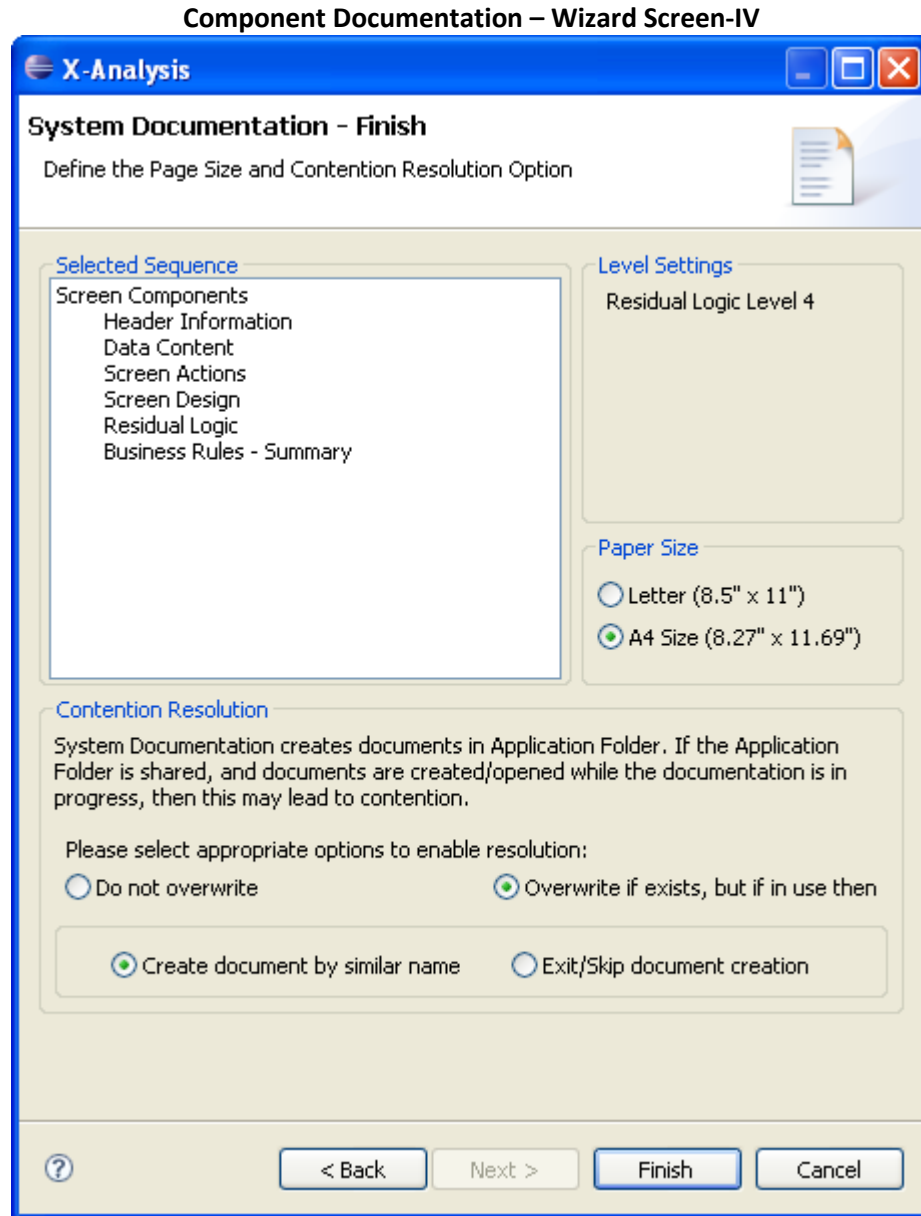 Component Documentation – Wizard Screen-IV
X-Analysis
System Documentation - Finish
Define the Page Size and Contention Resolution Option
Selected Sequence
Screen Components
Header Information
Data Content
Screen Actions
Screen Design
Residual Logic
Business Rules - Summary
Level Settings
Residual Logic Level 4
Paper Size
Letter (8.5" x 11")
A4 Size (8.27" x 11.69")
Contention Resolution
System Documentation creates documents in Application Folder. If the Application
Folder is shared, and documents are created/opened while the documentation is in
progress, then this may lead to contention.
Please select appropriate options to enable resolution:
Do not overwrite
Overwrite if exists, but if in use then
Create document by similar name
Exit/Skip document creation
?
< Back
Next >
Finish
Cancel